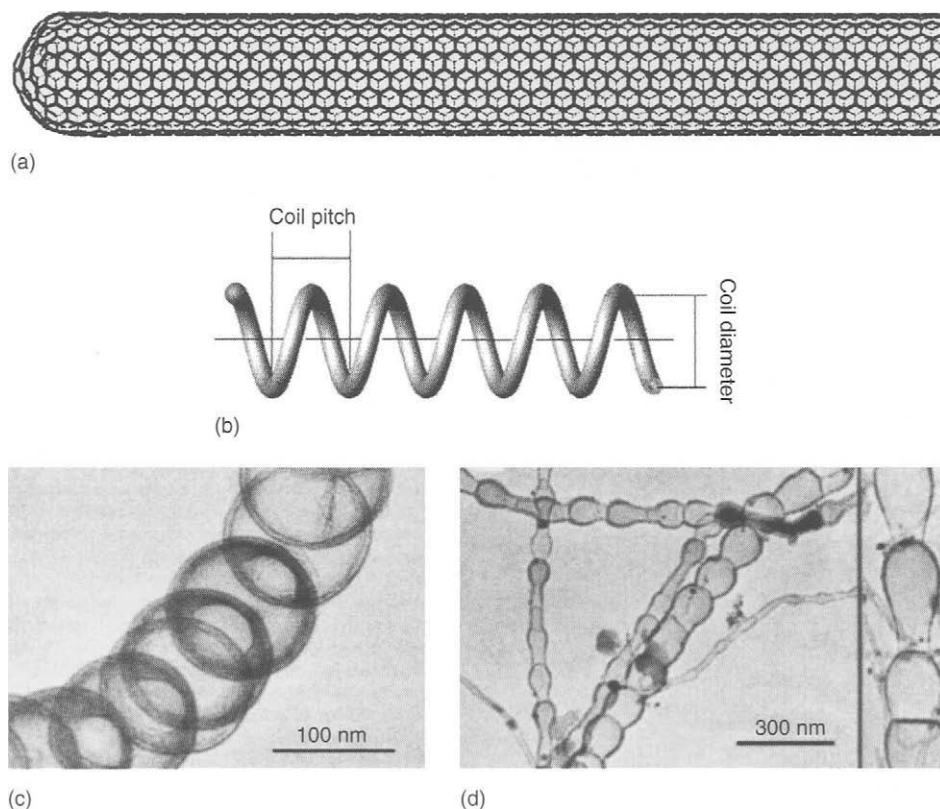 (a)
Coil pitch
Coil diameter
(b)
100 nm
300 nm
(c)
(d)